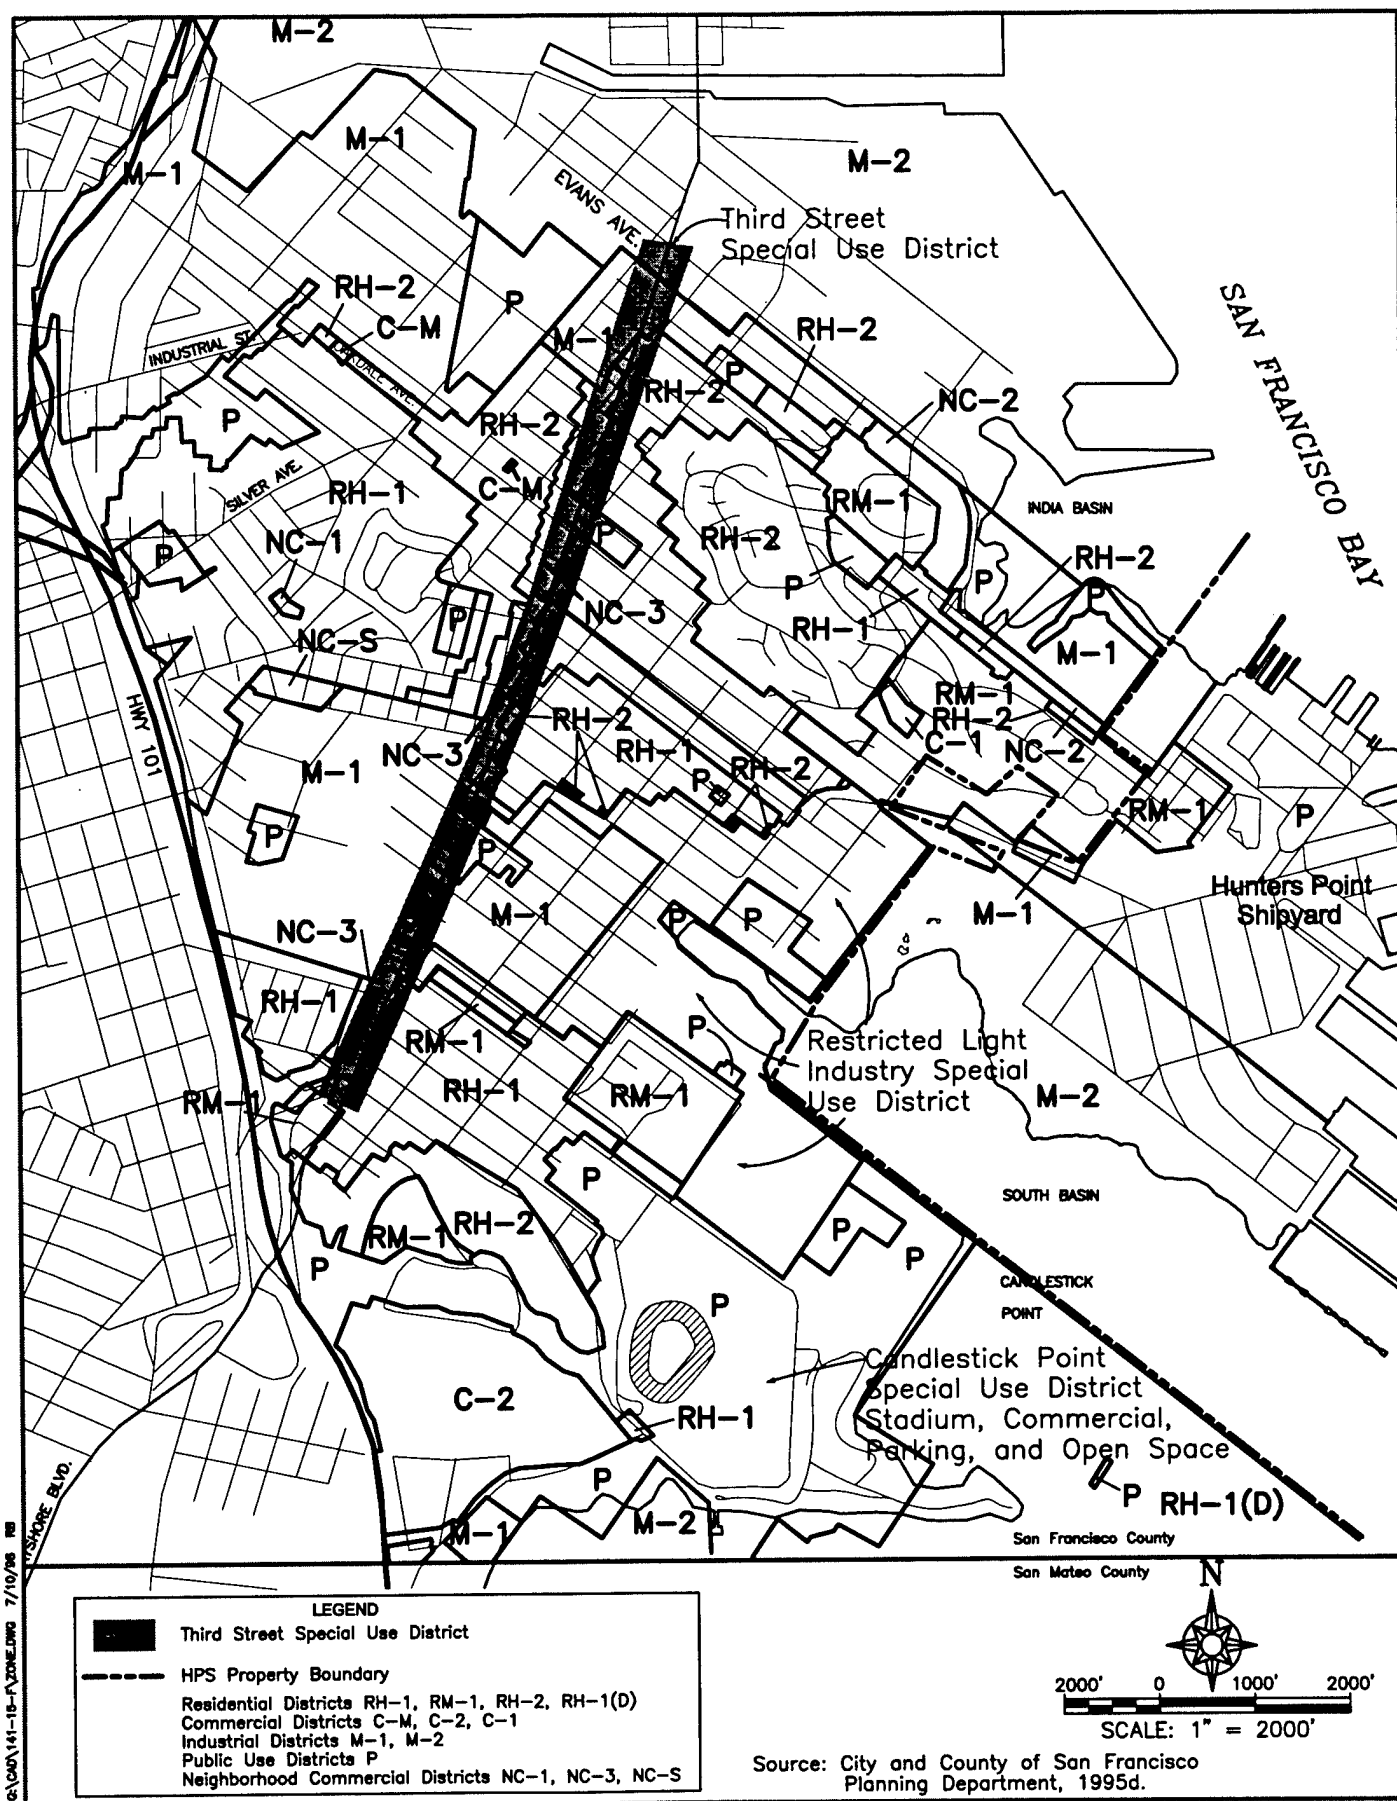 M-2
M-1
M-1
M-2
EVANS AVE.
Third Street
Special Use District
SAN FRANCISCO BAY
RH-2
P
C-M
M-1
RH-2
INDUSTRIAL ST.
OAKDALE AVE.
P
RH-2
NC-2
P
RH-2
SILVER AVE.
RH-1
C-M
RM-1
INDIA BASIN
NC-1
P
P
RH-2
RH-2
P
P
P
NC-3
P
RH-1
NC-S
M-1
RM-1
RH-2
HWY 101
RH-2
NC-3
RH-1
C-1
NC-2
M-1
P
RH-2
RM-1
P
P
P
Hunters Point
Shipyard
M-1
P
P
M-1
NC-3
RH-1
P
RM-1
Restricted Light
Industry Special
Use District
RH-1
RM-1
RM-1
M-2
P
SOUTH BASIN
RM-1
RH-2
P
P
P
CANDLESTICK
POINT
P
Candlestick Point
Special Use District
Stadium, Commercial,
Parking, and Open Space
C-2
RH-1
P
P
RH-1(D)
M-1
M-2
San Francisco County
San Mateo County
N
LEGEND
Third Street Special Use District
HPS Property Boundary
Residential Districts RH-1, RM-1, RH-2, RH-1(D)
Commercial Districts C-M, C-2, C-1
Industrial Districts M-1, M-2
Public Use Districts P
Neighborhood Commercial Districts NC-1, NC-3, NC-S
2000' 0 1000' 2000'
SCALE: 1" = 2000'
Source: City and County of San Francisco
Planning Department, 1995d.
7/10/96 RB